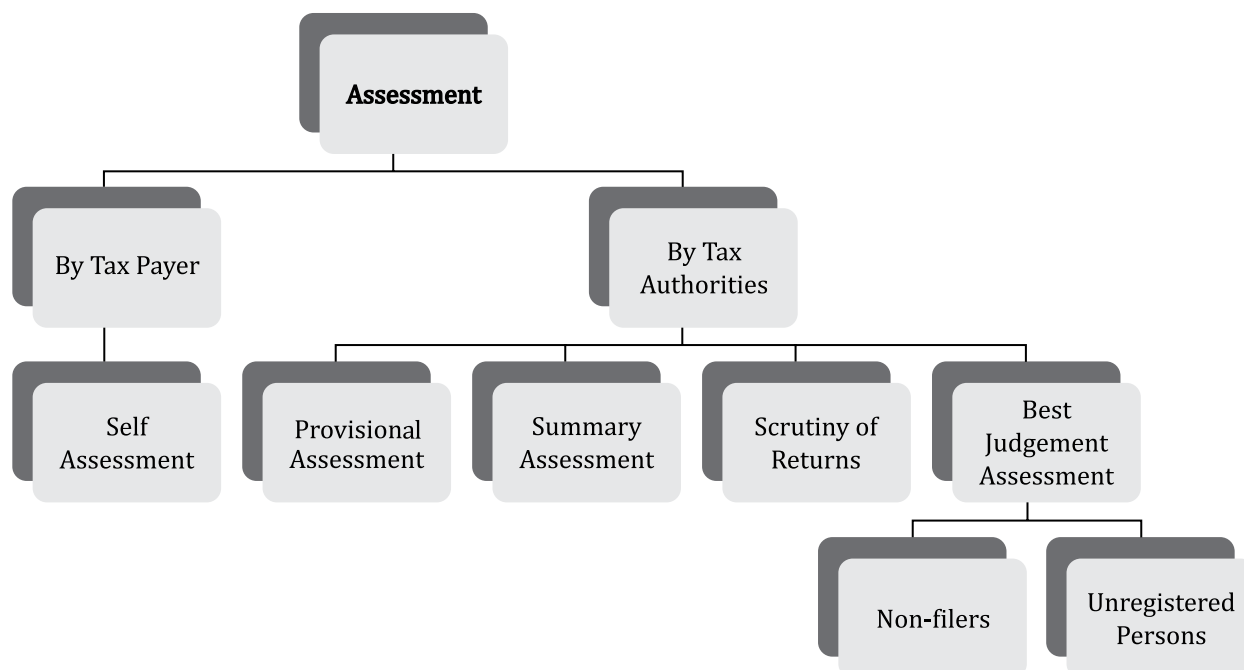 Assessment
By Tax Payer
By Tax
Authorities
Self
Assessment
Provisional
Assessment
Summary
Assessment
Scrutiny of
Returns
Best
Judgement
Assessment
Non-filers
Unregistered
Persons